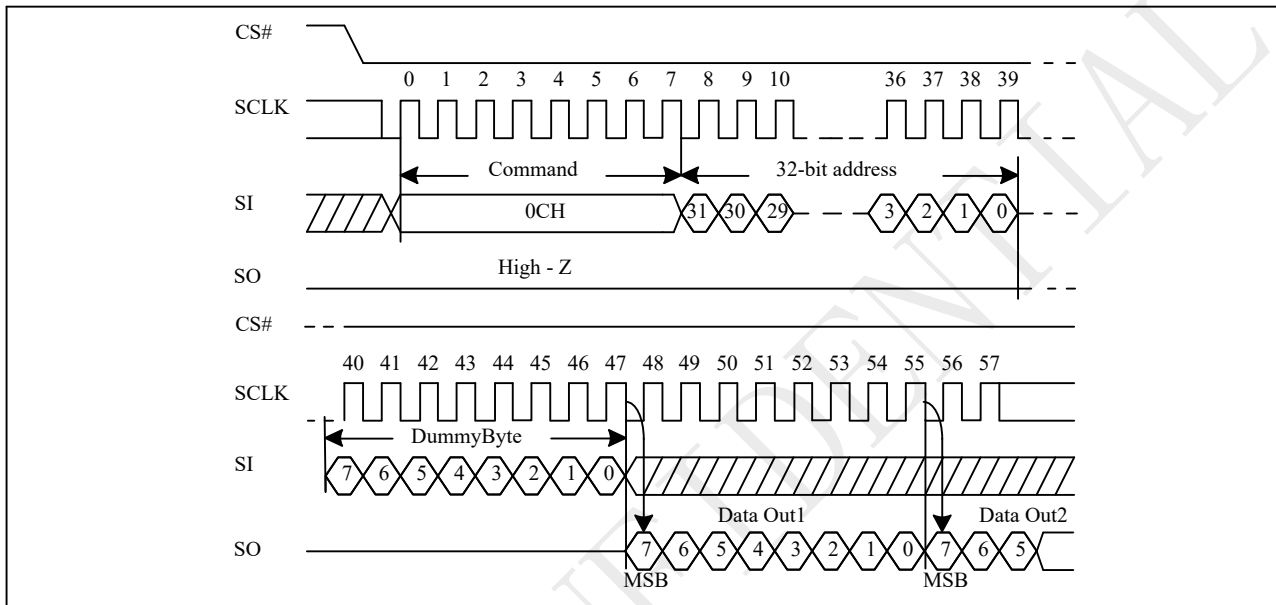 CS#
0 1 2 3 4 5 6 7 8 9 10 36 37 38 39
SCLK
Command 32-bit address
SI 0CH 31 30 29 3 2 1 0
High - Z
SO
CS#
40 41 42 43 44 45 46 47 48 49 50 51 52 53 54 55 56 57
SCLK
DummyByte
SI 7 6 5 4 3 2 1 0
Data Out1 Data Out2
SO 7 6 5 4 3 2 1 0 7 6 5
MSB MSB
NFIDENTIAL